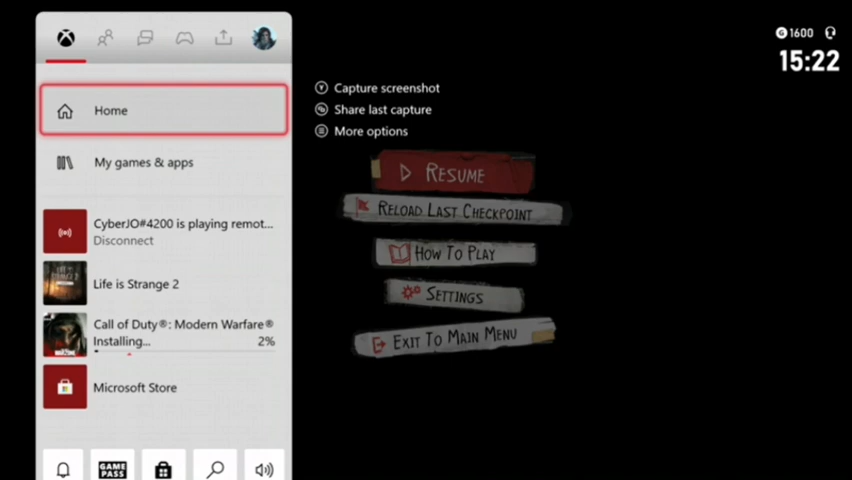 1600
15:22
Home
My games & apps
CyberJO#4200 is playing remot...
Disconnect
Life is Strange 2
Call of Duty®: Modern Warfare®
Installing...
2%
Microsoft Store
GAME
PASS
Capture screenshot
Share last capture
More options
RESUME
RELOAD LAST CHECKPOINT
HOW TO PLAY
SETTINGS
EXIT TO MAIN MENU